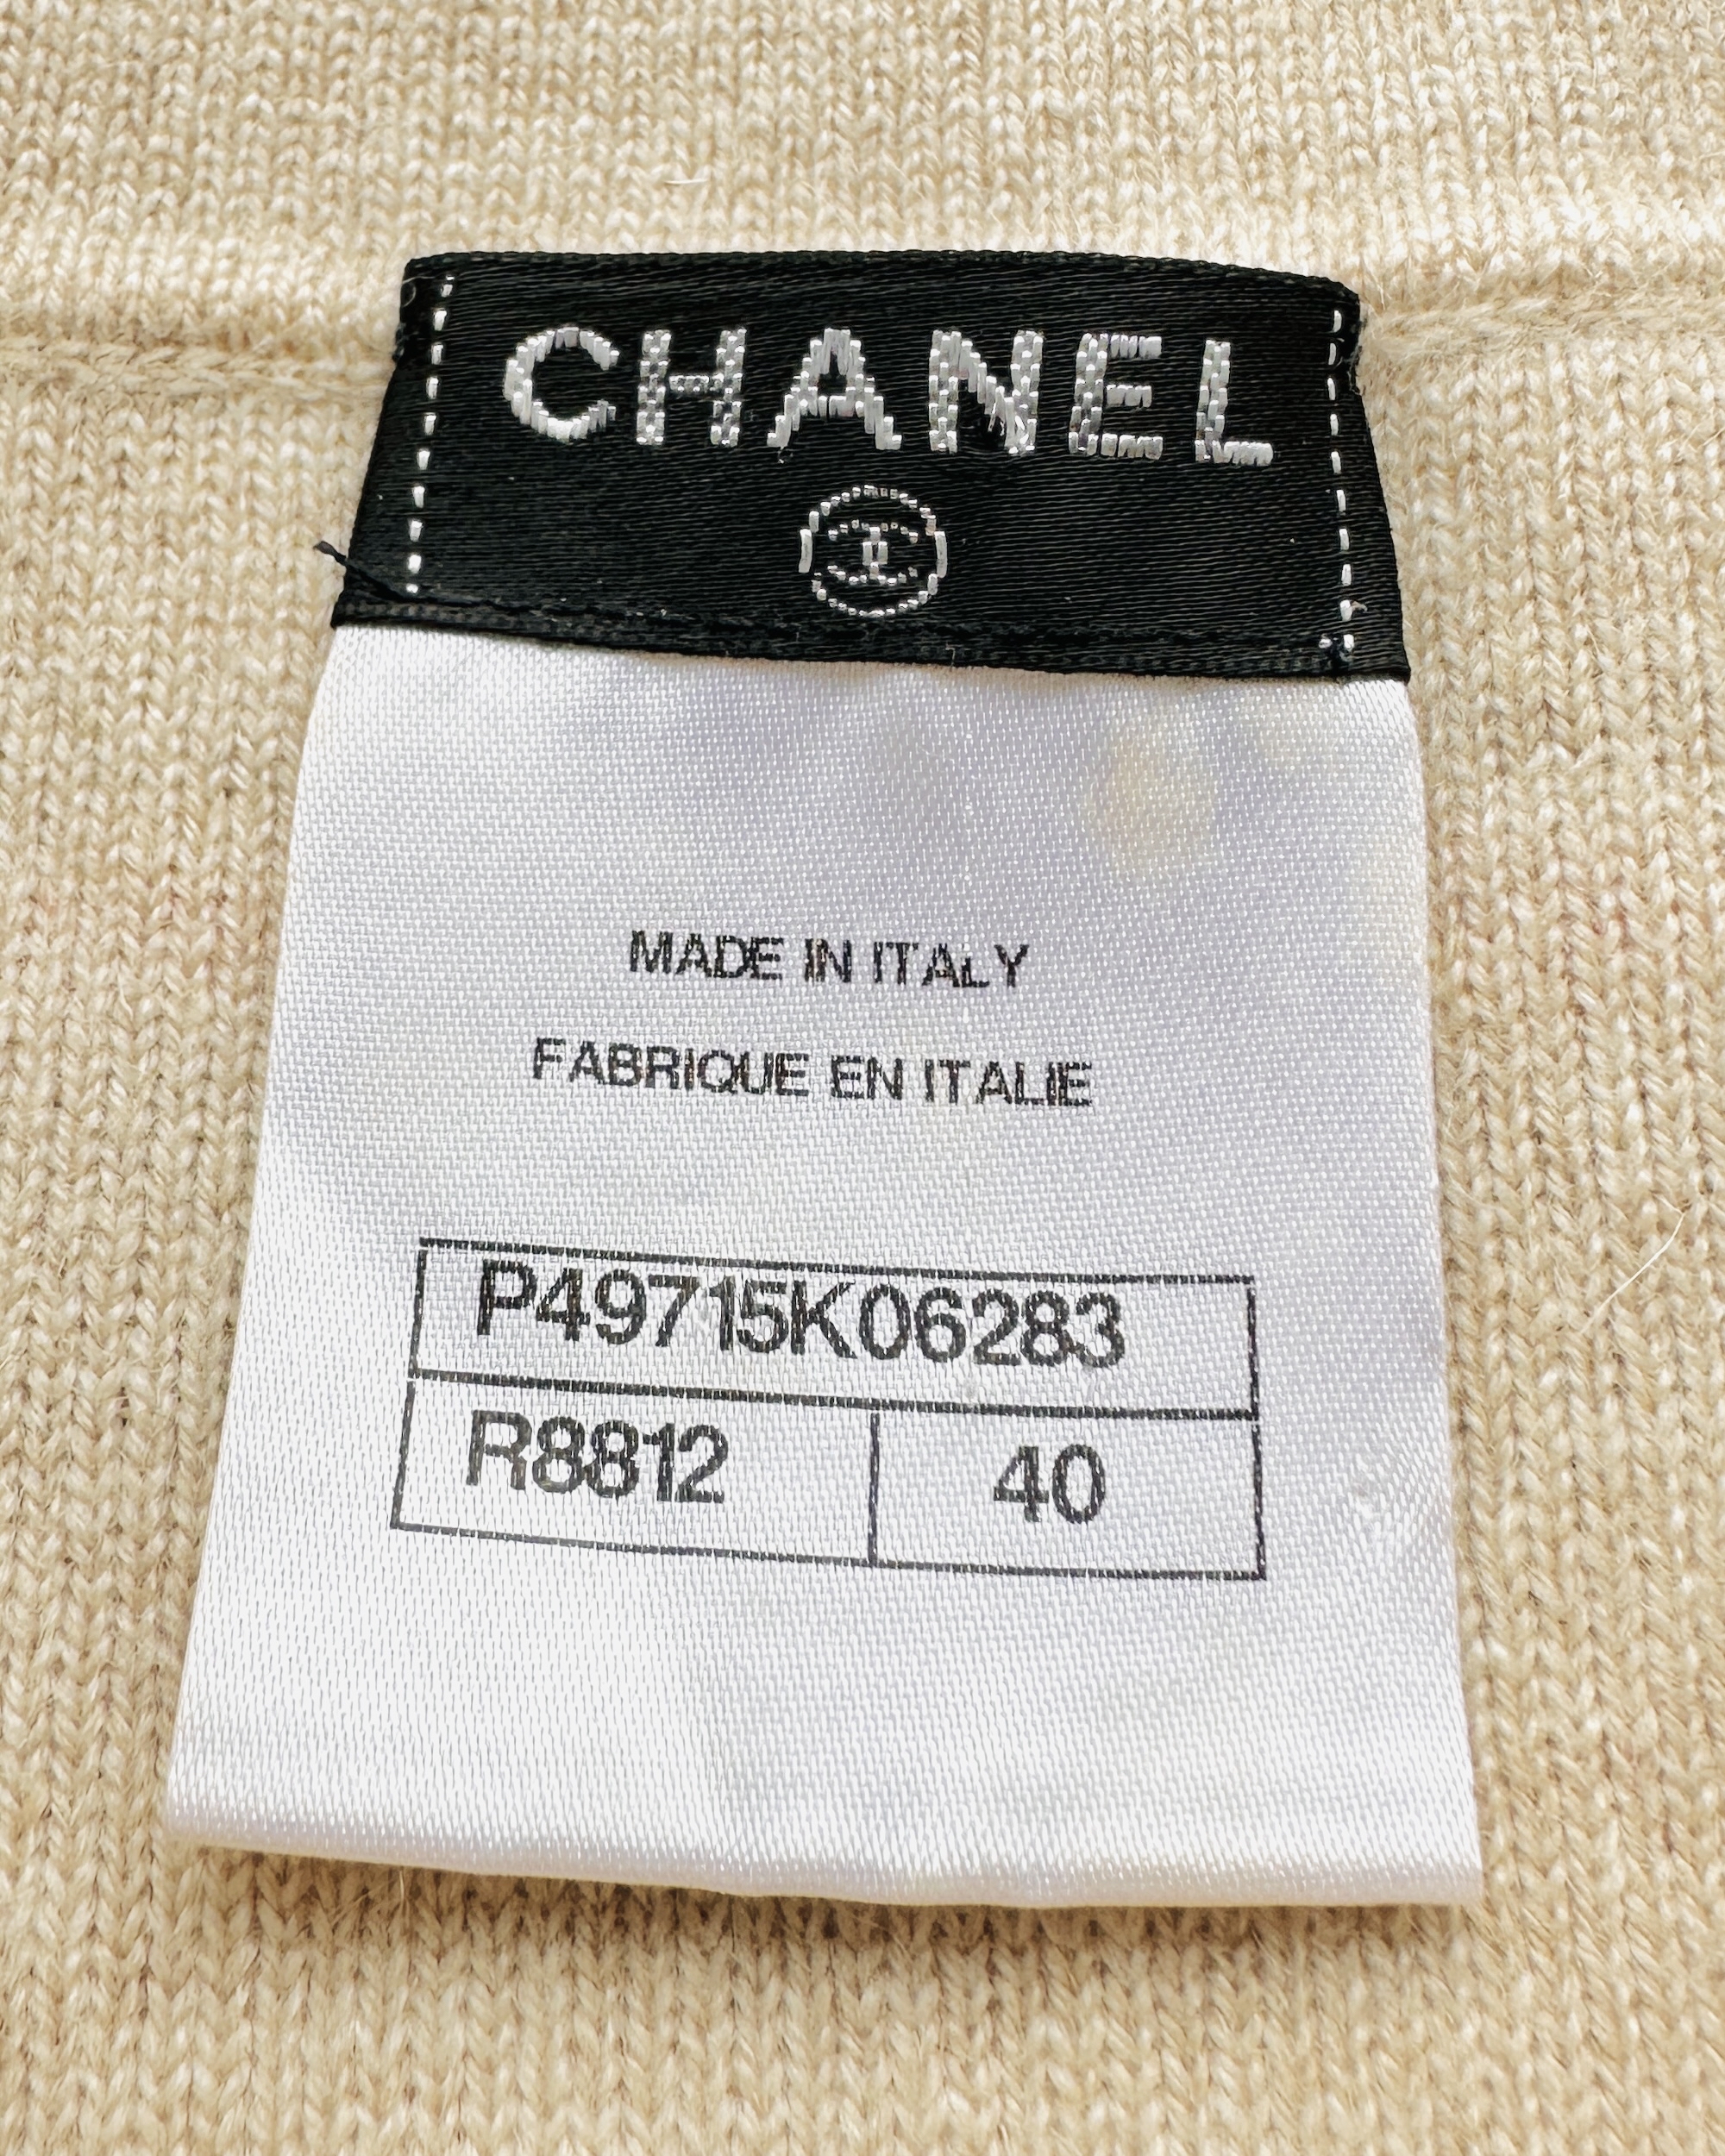 CHANEL
MADE IN ITALY
FABRIQUE EN ITALIE
P49715K06283
R8812 40